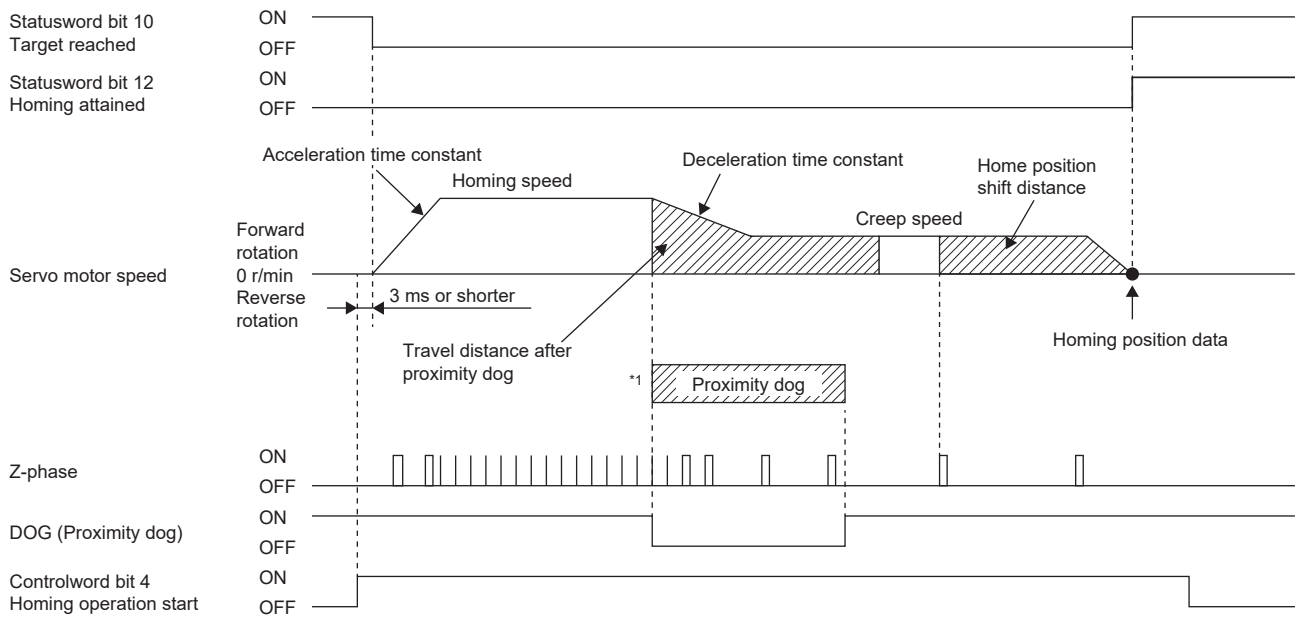 Statusword bit 10
Target reached
ON
OFF
Statusword bit 12
Homing attained
ON
OFF
Acceleration time constant
Homing speed
Deceleration time constant
Home position
shift distance
Creep speed
Servo motor speed
Forward
rotation
0 r/min
Reverse
rotation
3 ms or shorter
Travel distance after
proximity dog
Homing position data
*1
Proximity dog
Z-phase
ON
OFF
DOG (Proximity dog)
ON
OFF
Controlword bit 4
Homing operation start
ON
OFF